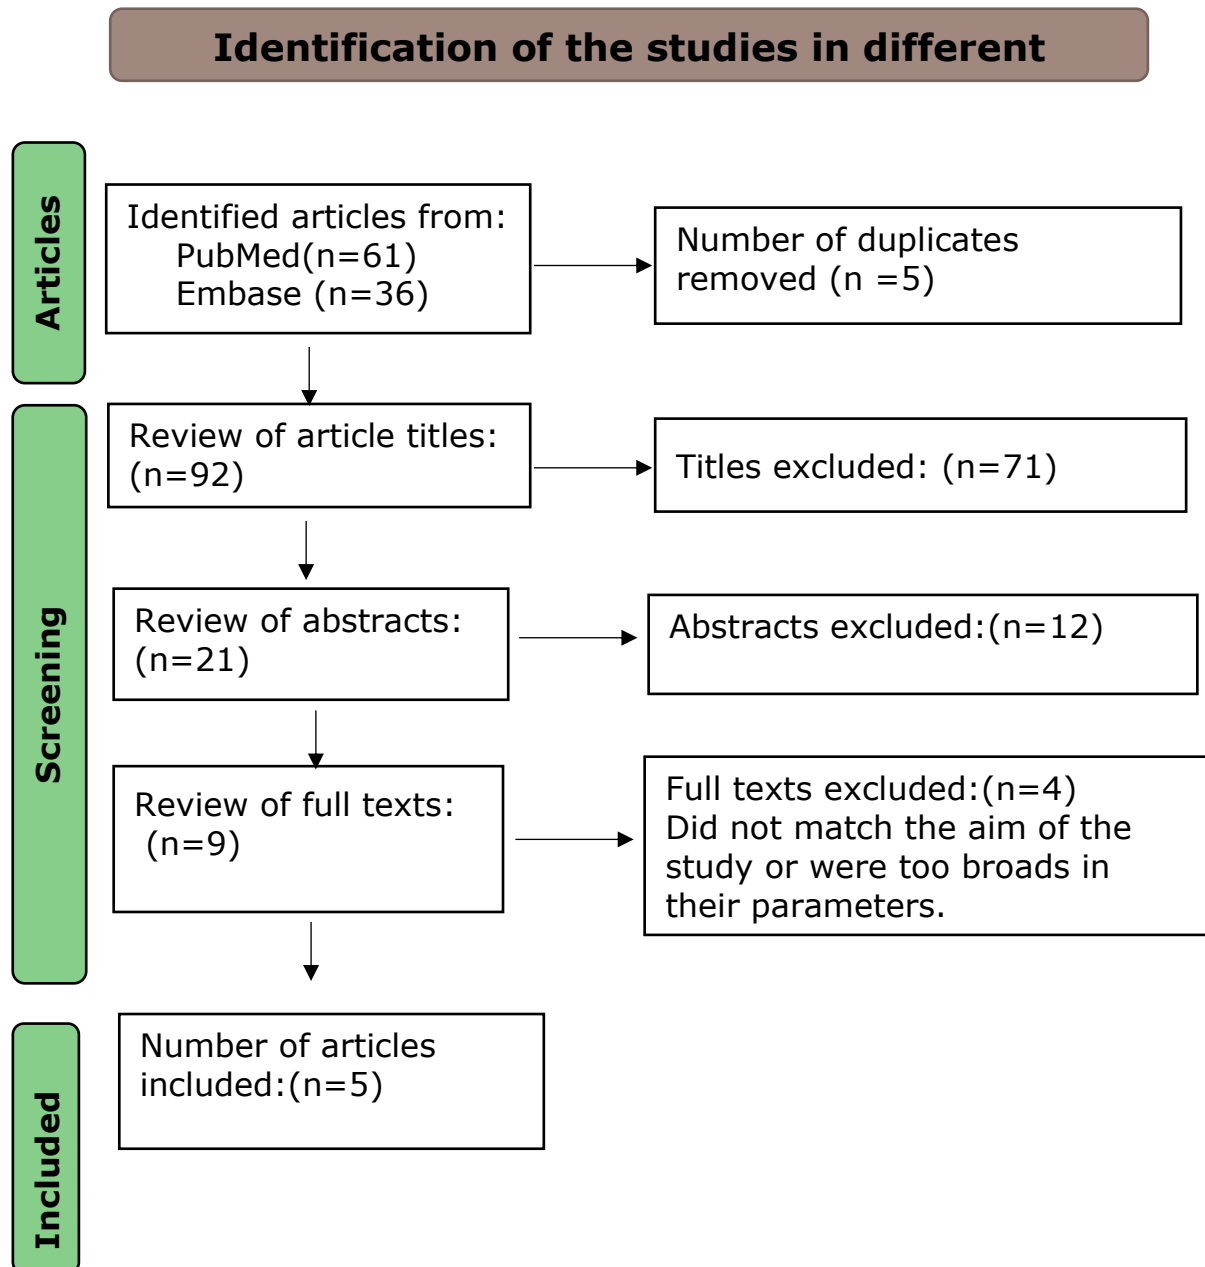 Identification of the studies in different
Articles
Identified articles from:
PubMed(n=61)
Embase (n=36)
Number of duplicates
removed (n =5)
Screening
Review of article titles:
(n=92)
Titles excluded: (n=71)
Review of abstracts:
(n=21)
Abstracts excluded:(n=12)
Review of full texts:
(n=9)
Full texts excluded:(n=4)
Did not match the aim of the
study or were too broads in
their parameters.
Included
Number of articles
included:(n=5)